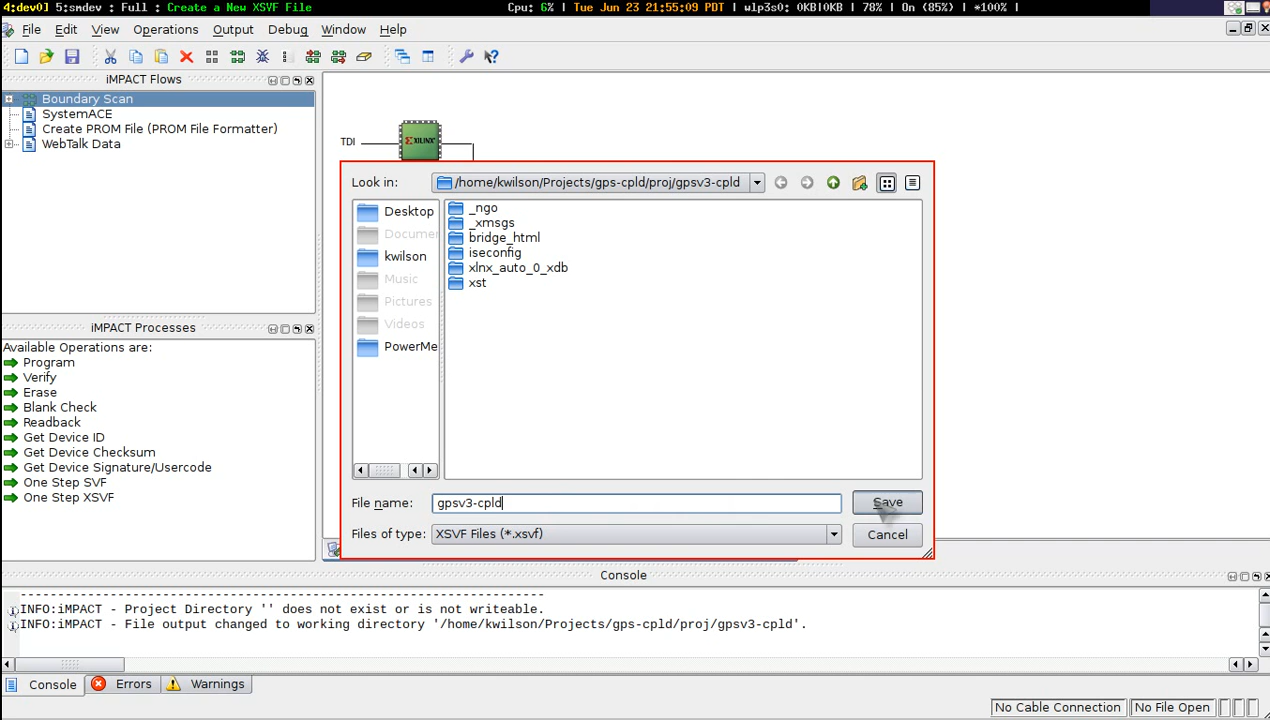 4:dev0] 5:smdev : Full : Create a New XSVF File
Cpu: 6% | Tue Jun 23 21:55:09 PDT | wlp3s0: 0KB|0KB | 78% | On (85%) | *100% |
File Edit View Operations Output Debug Window Help
iMPACT Flows
Boundary Scan
SystemACE
Create PROM File (PROM File Formatter)
WebTalk Data
TDI
XILINX
Look in: /home/kwilson/Projects/gps-cpld/proj/gpsv3-cpld
Desktop
Docume
kwilson
Music
Pictures
Videos
PowerMe
_ngo
_xmsgs
bridge_html
iseconfig
xlnx_auto_0_xdb
xst
File name: gpsv3-cpld Save
Files of type: XSVF Files (*.xsvf) Cancel
iMPACT Processes
Available Operations are:
Program
Verify
Erase
Blank Check
Readback
Get Device ID
Get Device Checksum
Get Device Signature/Usercode
One Step SVF
One Step XSVF
Console
----------------------------------------------------------------------
INFO:iMPACT - Project Directory '' does not exist or is not writeable.
INFO:iMPACT - File output changed to working directory '/home/kwilson/Projects/gps-cpld/proj/gpsv3-cpld'.
Console Errors Warnings
No Cable Connection No File Open